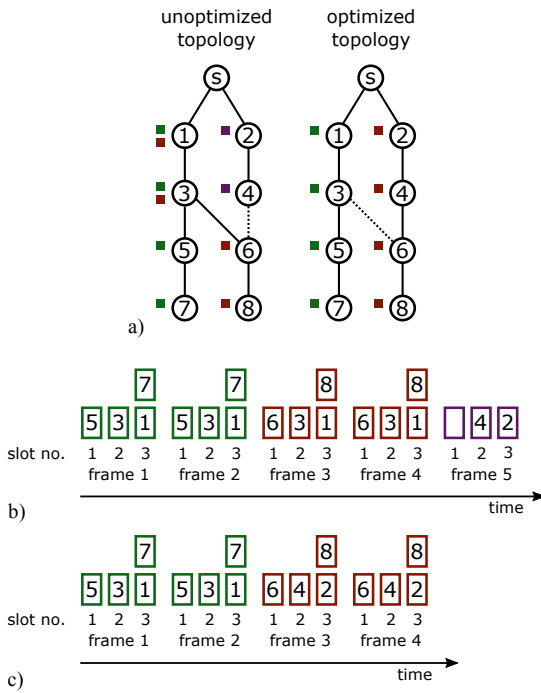 unoptimized optimized
topology topology
s s
1 2 1 2
3 4 3 4
5 6 5 6
7 8 7 8
a)
7 7 8 8
5 3 1 5 3 1 6 3 1 6 3 1 4 2
slot no. 1 2 3 1 2 3 1 2 3 1 2 3 1 2 3
frame 1 frame 2 frame 3 frame 4 frame 5
time
b)
7 7 8 8
5 3 1 5 3 1 6 4 2 6 4 2
slot no. 1 2 3 1 2 3 1 2 3 1 2 3
frame 1 frame 2 frame 3 frame 4
time
c)